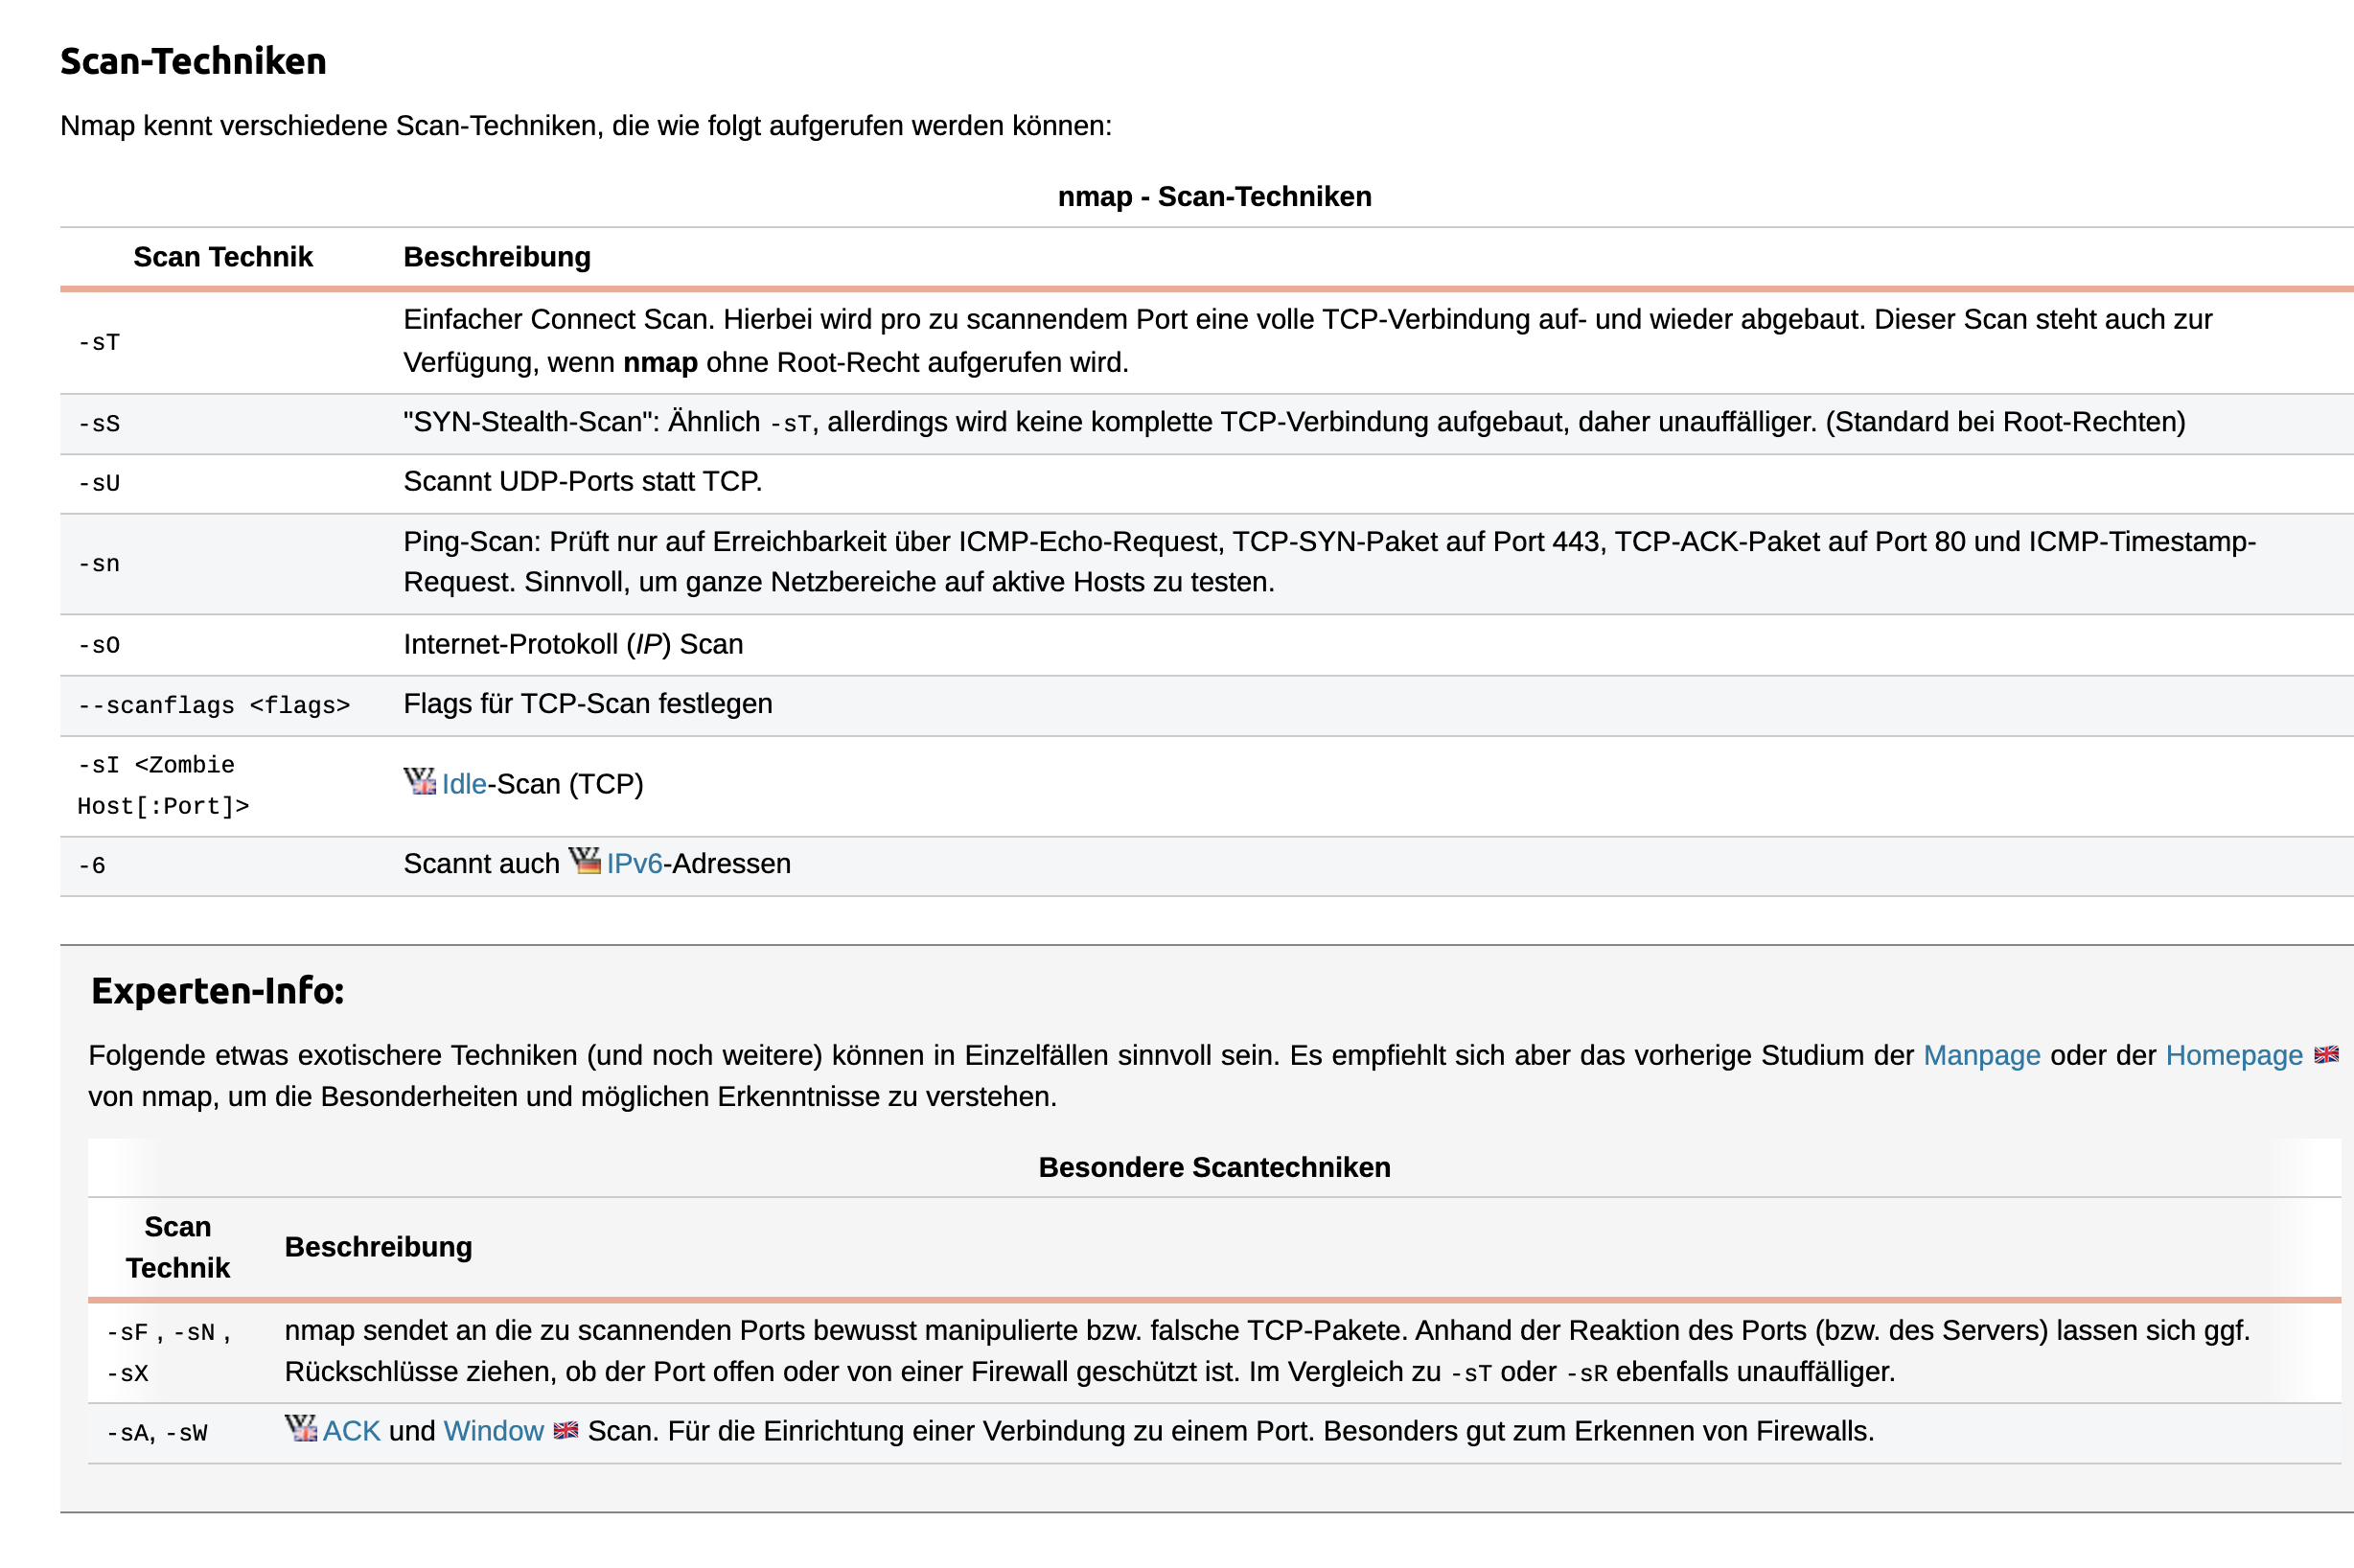 Scan-Techniken
Nmap kennt verschiedene Scan-Techniken, die wie folgt aufgerufen werden können:
nmap - Scan-Techniken
Scan Technik Beschreibung
-sT Einfacher Connect Scan. Hierbei wird pro zu scannendem Port eine volle TCP-Verbindung auf- und wieder abgebaut. Dieser Scan steht auch zur
Verfügung, wenn nmap ohne Root-Recht aufgerufen wird.
-sS "SYN-Stealth-Scan": Ähnlich -sT, allerdings wird keine komplette TCP-Verbindung aufgebaut, daher unauffälliger. (Standard bei Root-Rechten)
-sU Scannt UDP-Ports statt TCP.
-sn Ping-Scan: Prüft nur auf Erreichbarkeit über ICMP-Echo-Request, TCP-SYN-Paket auf Port 443, TCP-ACK-Paket auf Port 80 und ICMP-Timestamp-
Request. Sinnvoll, um ganze Netzbereiche auf aktive Hosts zu testen.
-sO Internet-Protokoll (IP) Scan
--scanflags <flags> Flags für TCP-Scan festlegen
-sI <Zombie
Host[:Port]> Idle-Scan (TCP)
-6 Scannt auch IPv6-Adressen
Experten-Info:
Folgende etwas exotischere Techniken (und noch weitere) können in Einzelfällen sinnvoll sein. Es empfiehlt sich aber das vorherige Studium der Manpage oder der Homepage
von nmap, um die Besonderheiten und möglichen Erkenntnisse zu verstehen.
Besondere Scantechniken
Scan
Technik Beschreibung
-sF , -sN , nmap sendet an die zu scannenden Ports bewusst manipulierte bzw. falsche TCP-Pakete. Anhand der Reaktion des Ports (bzw. des Servers) lassen sich ggf.
-sX Rückschlüsse ziehen, ob der Port offen oder von einer Firewall geschützt ist. Im Vergleich zu -sT oder -sR ebenfalls unauffälliger.
-sA, -sW ACK und Window Scan. Für die Einrichtung einer Verbindung zu einem Port. Besonders gut zum Erkennen von Firewalls.